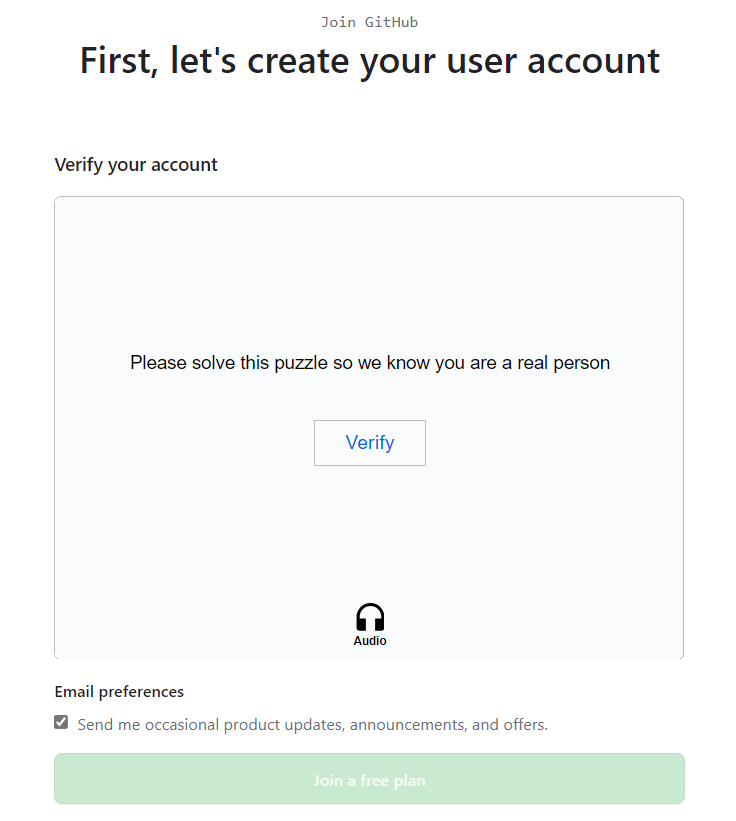 Join GitHub
First, let's create your user account
Verify your account
Please solve this puzzle so we know you are a real person
Verify
Audio
Email preferences
Send me occasional product updates, announcements, and offers.
Join a free plan